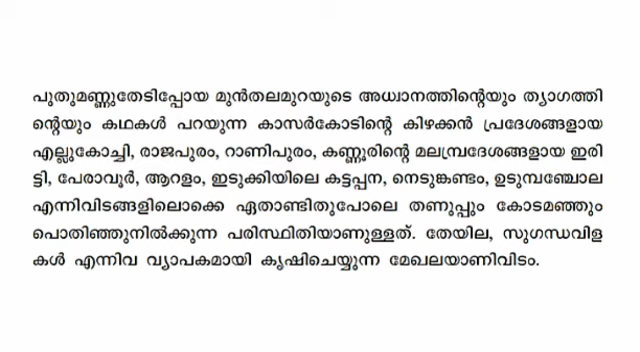 പുതുമണ്ണുതേടിപ്പോയ മുൻതലമുറയുടെ അധ്വാനത്തിന്റെയും ത്യാഗത്തി
ന്റെയും കഥകൾ പറയുന്ന കാസർകോടിന്റെ കിഴക്കൻ പ്രദേശങ്ങളായ
എല്ലുകോച്ചി, രാജപുരം, റാണിപുരം, കണ്ണൂരിന്റെ മലമ്പ്രദേശങ്ങളായ ഇരി
ട്ടി, പേരാവൂർ, ആറളം, ഇടുക്കിയിലെ കട്ടപ്പന, നെടുങ്കണ്ടം, ഉടുമ്പഞ്ചോല
എന്നിവിടങ്ങളിലൊക്കെ ഏതാണ്ടിതുപോലെ തണുപ്പും കോടമഞ്ഞും
പൊതിഞ്ഞുനിൽക്കുന്ന പരിസ്ഥിതിയാണുള്ളത്. തേയില, സുഗന്ധവിള
കൾ എന്നിവ വ്യാപകമായി കൃഷിചെയ്യുന്ന മേഖലയാണിവിടം.